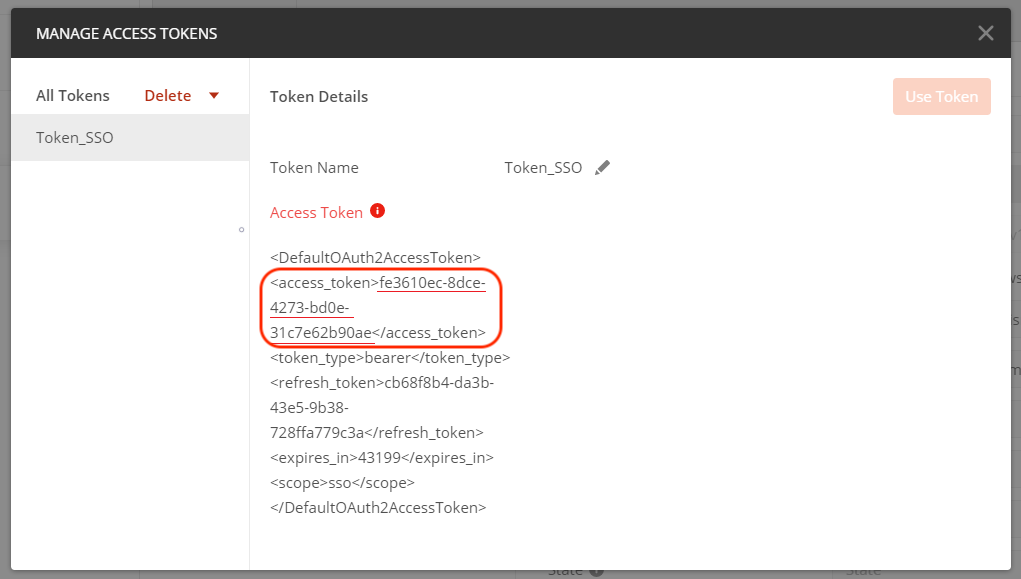 MANAGE ACCESS TOKENS
All Tokens Delete
Token Details
Use Token
Token_SSO
Token Name Token_SSO
Access Token
<DefaultOAuth2AccessToken>
<access_token>fe3610ec-8dce-
4273-bd0e-
31c7e62b90ae</access_token>
<token_type>bearer</token_type>
<refresh_token>cb68f8b4-da3b-
43e5-9b38-
728ffa779c3a</refresh_token>
<expires_in>43199</expires_in>
<scope>sso</scope>
</DefaultOAuth2AccessToken>
State State